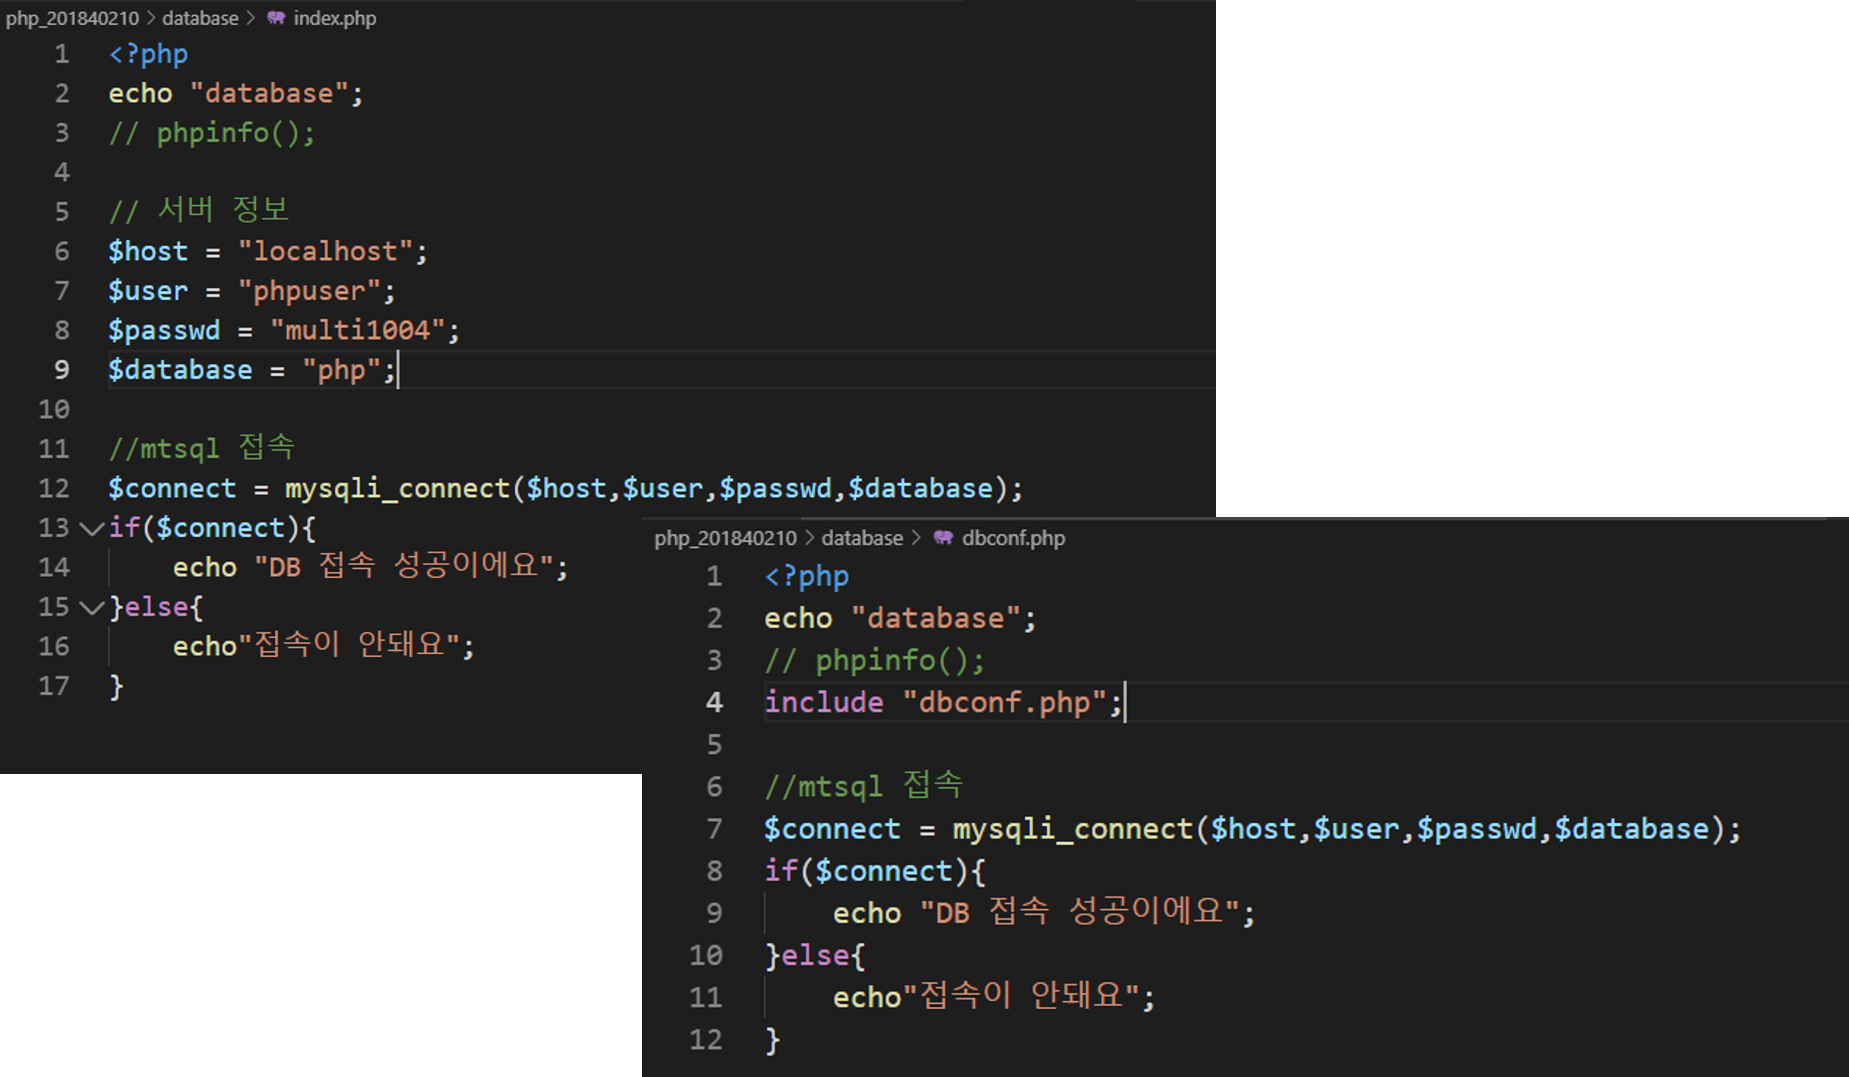 php_201840210 > database > index.php
1 <?php
2 echo "database";
3 // phpinfo();
4
5 // 서버 정보
6 $host = "localhost";
7 $user = "phpuser";
8 $passwd = "multi1004";
9 $database = "php";
10
11 //mtsql 접속
12 $connect = mysqli_connect($host,$user,$passwd,$database);
13 if($connect){
14 echo "DB 접속 성공이에요";
15 }else{
16 echo"접속이 안돼요";
17 }
php_201840210 > database > dbconf.php
1 <?php
2 echo "database";
3 // phpinfo();
4 include "dbconf.php";
5
6 //mtsql 접속
7 $connect = mysqli_connect($host,$user,$passwd,$database);
8 if($connect){
9 echo "DB 접속 성공이에요";
10 }else{
11 echo"접속이 안돼요";
12 }